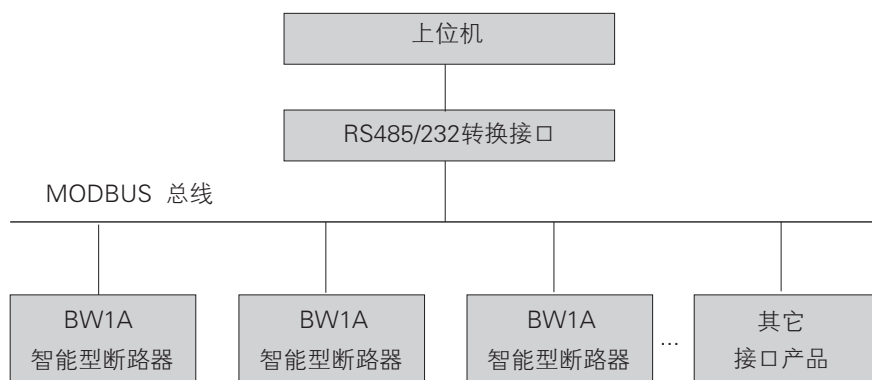 上位机
RS485/232转换接口
MODBUS 总线
BW1A
智能型断路器
BW1A
智能型断路器
BW1A
智能型断路器
...
其它
接口产品